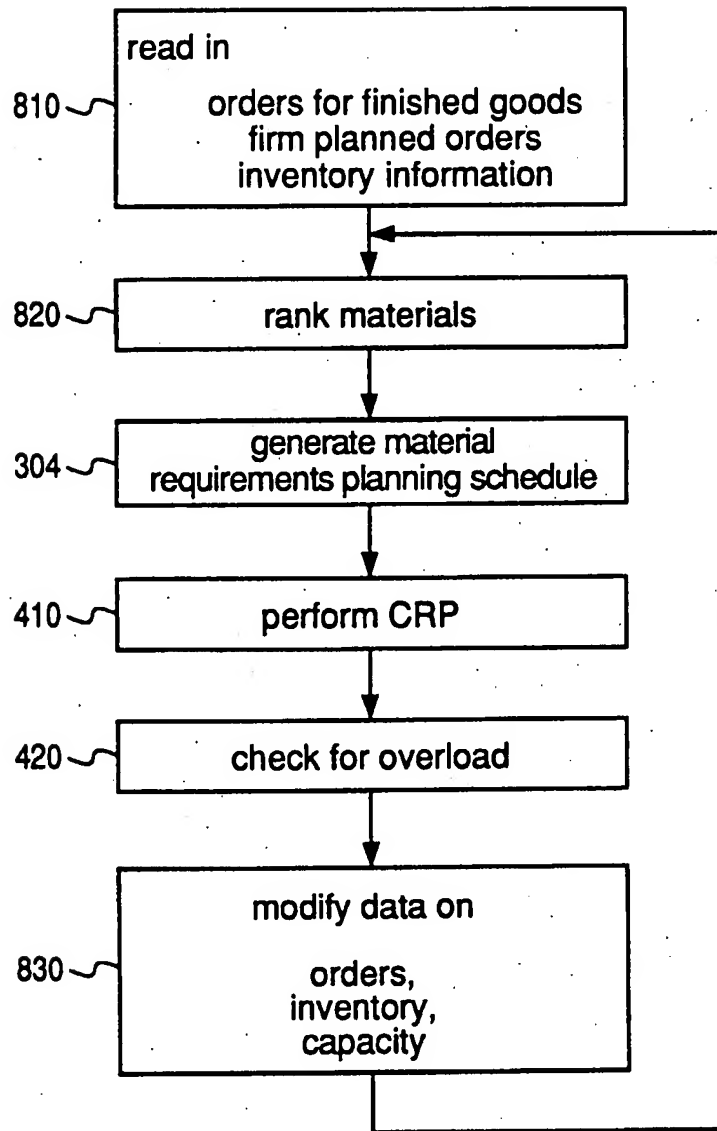 read in
810
orders for finished goods
firm planned orders
inventory information
820
rank materials
304
generate material
requirements planning schedule
410
perform CRP
420
check for overload
modify data on
830
orders,
inventory,
capacity